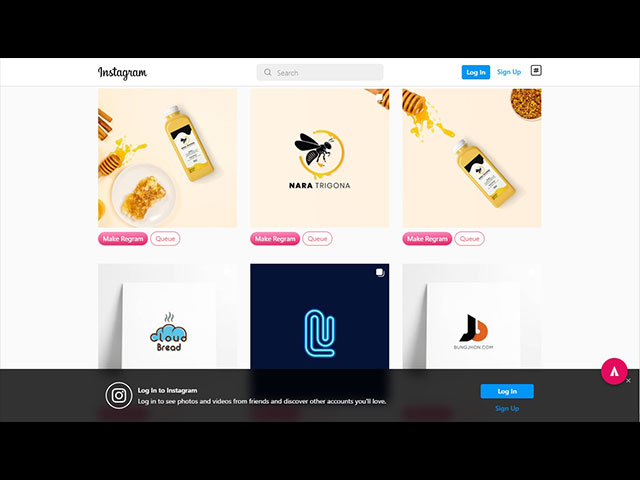 Instagram
Search
Log In
Sign Up
#
NARA TRIGONA
Make Regram
Queue
Make Regram
Queue
Make Regram
Queue
Cloud
Bread
BUNGJHON.COM
Log In to Instagram
Log in to see photos and videos from friends and discover other accounts you'll love.
Log In
Sign Up